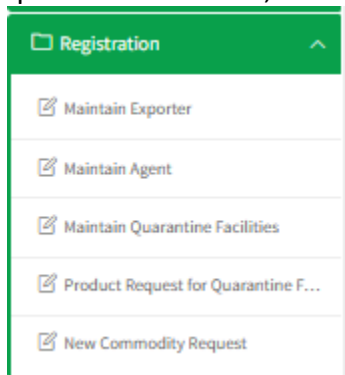 Registration
Maintain Exporter
Maintain Agent
Maintain Quarantine Facilities
Product Request for Quarantine F...
New Commodity Request